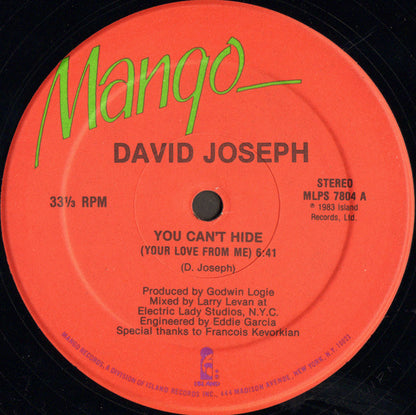 Mango
DAVID JOSEPH
33⅓ RPM
STEREO
MLPS 7804 A
℗ 1983 Island
Records, Ltd.
YOU CAN'T HIDE
(YOUR LOVE FROM ME) 6:41
(D. Joseph)
Produced by Godwin Logie
Mixed by Larry Levan at
Electric Lady Studios, N.Y.C.
Engineered by Eddie Garcia
Special thanks to Francois Kevorkian
MANGO RECORDS, A DIVISION OF ISLAND RECORDS INC., 444 MADISON AVENUE, NEW YORK, N.Y. 10022